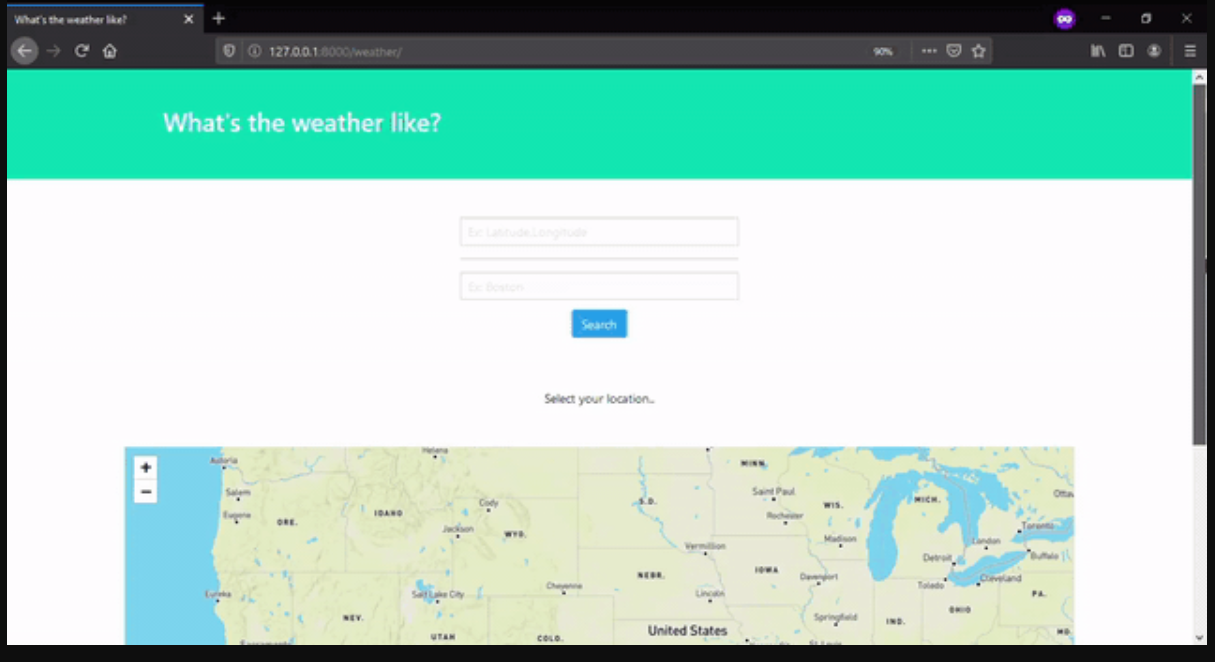 What's the weather like?
127.0.0.1:8000/weather/
90%
What's the weather like?
Ex: Latitude,Longitude
Ex: Boston
Search
Select your location..
+
−
Astoria
Helena
MINN.
Salem
Cody
S.D.
Saint Paul
WIS.
MICH.
Ottaw
Eugene
ORE.
IDAHO
Jackson
WYO.
Rochester
Toronto
Vermillion
Madison
London
Buffalo
Detroit
NEBR.
IOWA
Davenport
Toledo
Cleveland
Eureka
Salt Lake City
Cheyenne
Lincoln
PA.
NEV.
Springfield
IND.
OHIO
UTAH
COLO.
United States
MD.
Sacramento
St. Louis